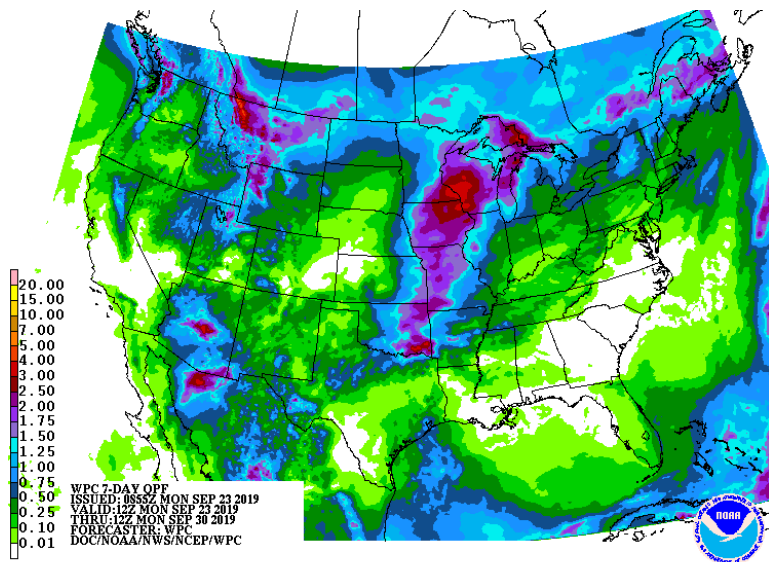 20.00
15.00
10.00
7.00
5.00
4.00
3.00
2.50
2.00
1.75
1.50
1.25
1.00
0.75
0.50
0.25
0.10
0.01
WPC 7-DAY QPF
ISSUED: 0855Z MON SEP 23 2019
VALID:12Z MON SEP 23 2019
THRU:12Z MON SEP 30 2019
FORECASTER: WPC
DOC/NOAA/NWS/NCEP/WPC
NOAA